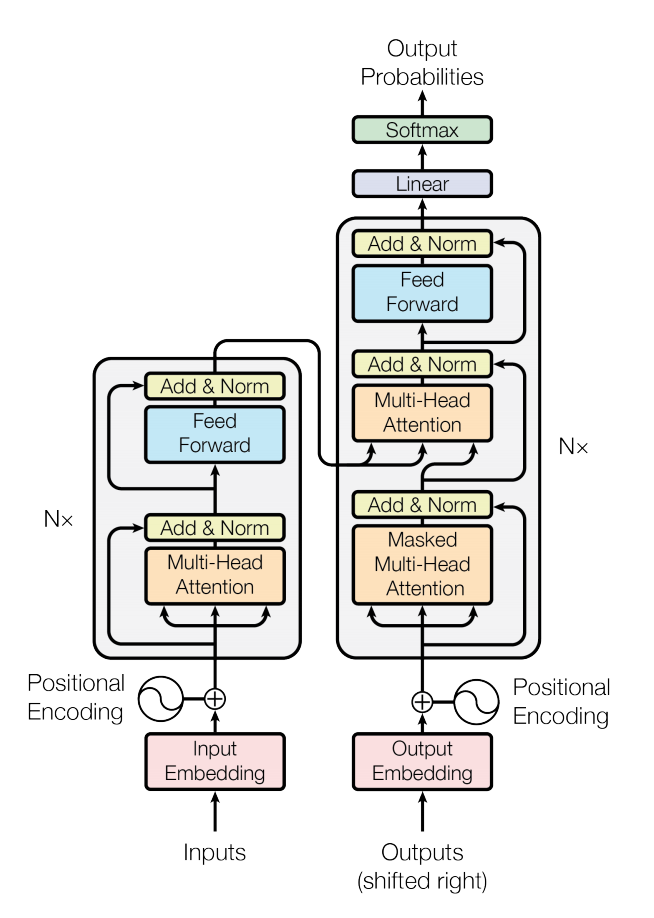 Output
Probabilities
Softmax
Linear
Add & Norm
Feed
Forward
Add & Norm
Multi-Head
Attention
Add & Norm
Masked
Multi-Head
Attention
N×
Add & Norm
Feed
Forward
Add & Norm
Multi-Head
Attention
N×
Positional
Encoding
Positional
Encoding
Input
Embedding
Output
Embedding
Inputs
Outputs
(shifted right)